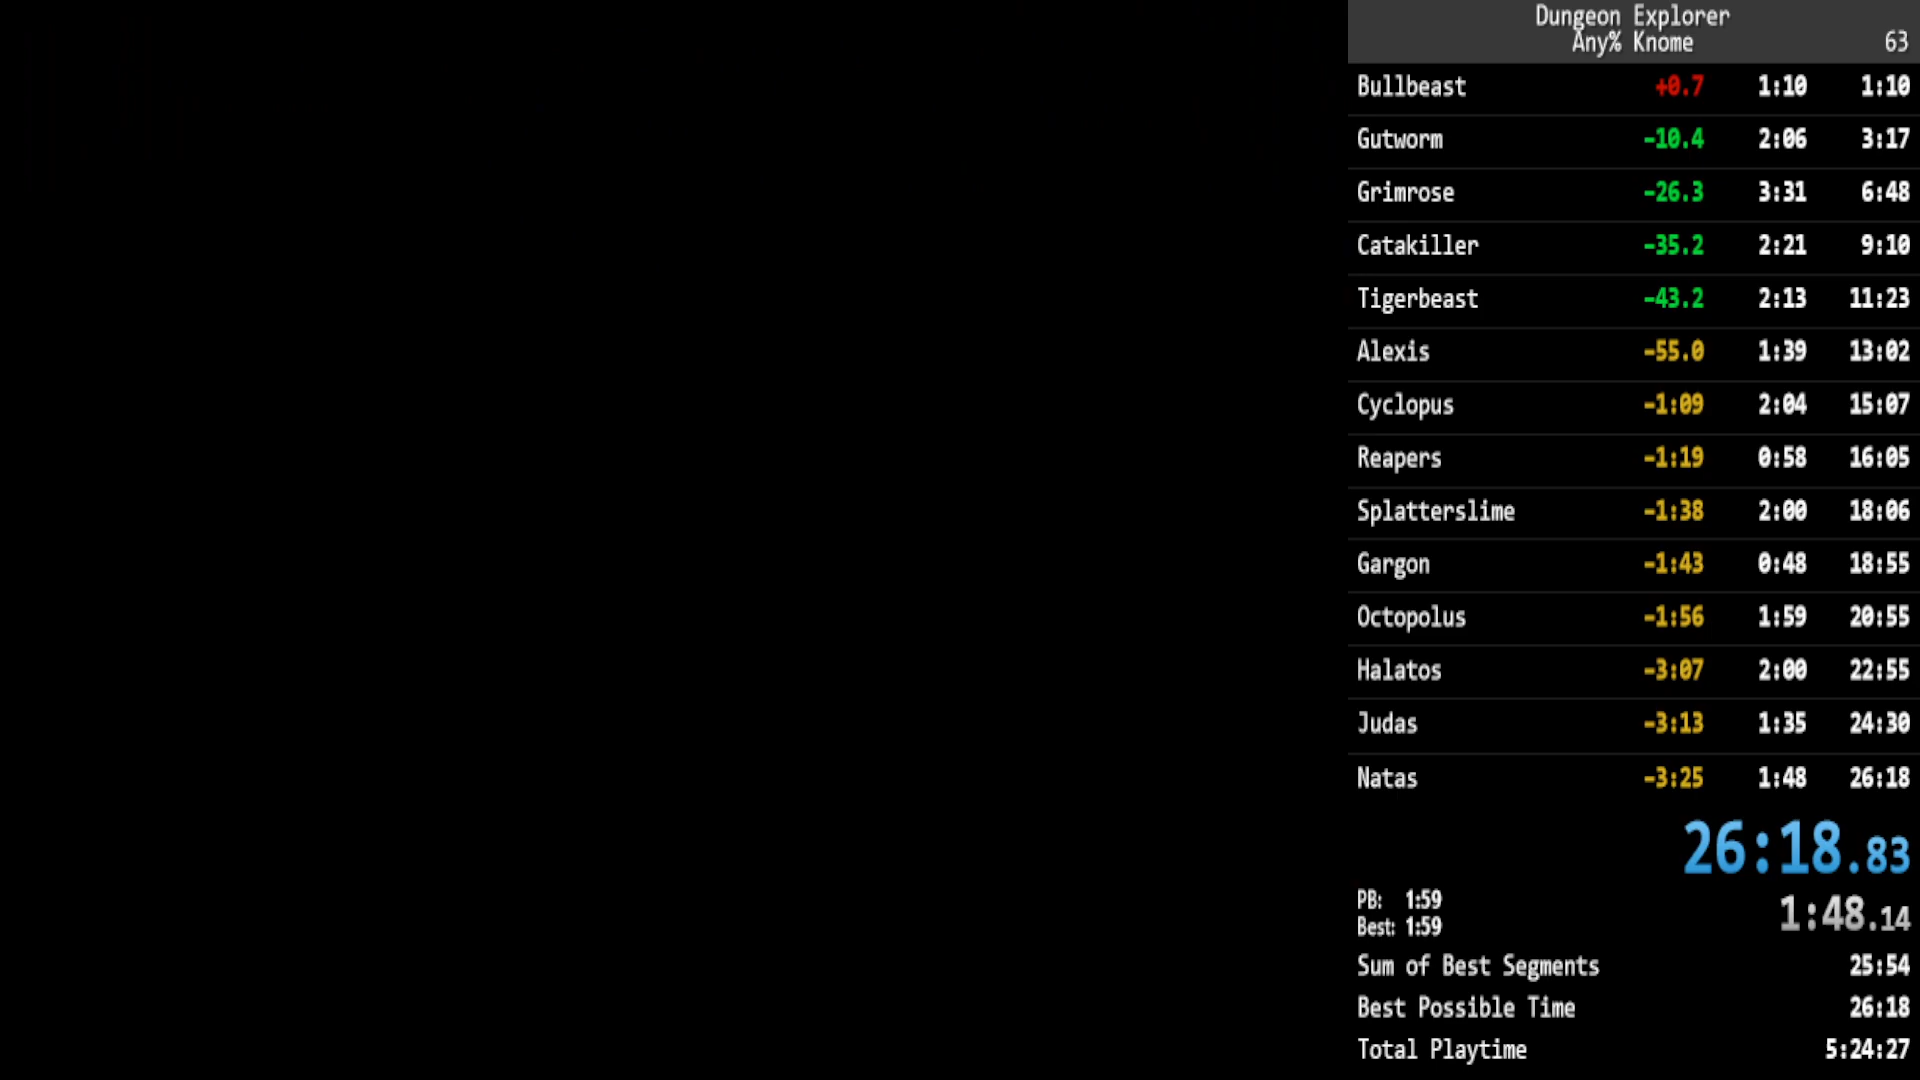 Dungeon Explorer
Any% Knome 63
Bullbeast +0.7 1:10 1:10
Gutworm -10.4 2:06 3:17
Grimrose -26.3 3:31 6:48
Catakiller -35.2 2:21 9:10
Tigerbeast -43.2 2:13 11:23
Alexis -55.0 1:39 13:02
Cyclopus -1:09 2:04 15:07
Reapers -1:19 0:58 16:05
Splatterslime -1:38 2:00 18:06
Gargon -1:43 0:48 18:55
Octopolus -1:56 1:59 20:55
Halatos -3:07 2:00 22:55
Judas -3:13 1:35 24:30
Natas -3:25 1:48 26:18
26:18.83
PB: 1:59 1:48.14
Best: 1:59
Sum of Best Segments 25:54
Best Possible Time 26:18
Total Playtime 5:24:27